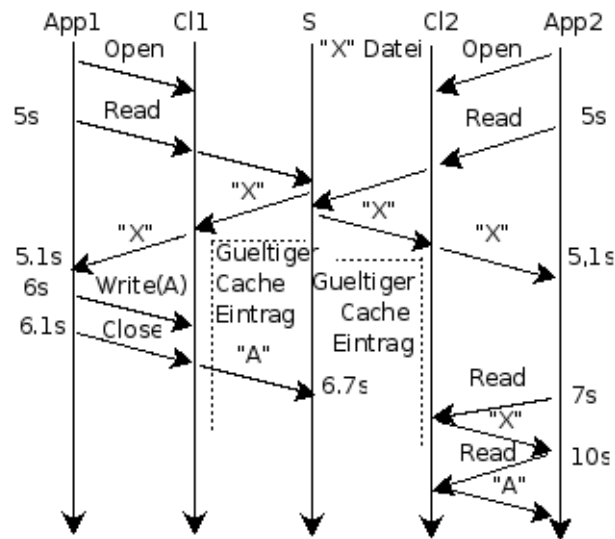 App1 Cl1 S Cl2 App2
Open "X" Datei Open
5s Read Read 5s
"X" "X"
"X" "X"
5.1s 5,1s
Gueltiger
Cache
Eintrag
Gueltiger
Cache
Eintrag
6s Write(A)
6.1s Close
"A" 6.7s
Read 7s
"X"
Read 10s
"A"